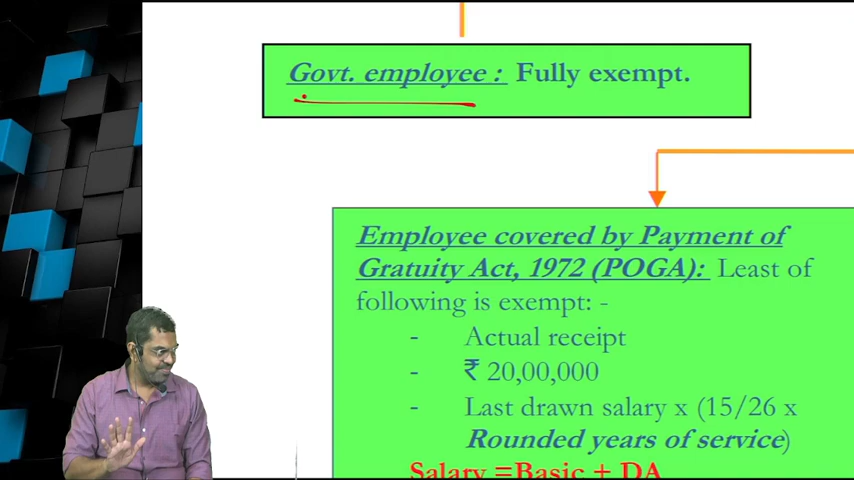 Govt. employee : Fully exempt.
Employee covered by Payment of
Gratuity Act, 1972 (POGA): Least of
following is exempt: -
- Actual receipt
- ₹ 20,00,000
- Last drawn salary x (15/26 x
Rounded years of service)
Salary =Basic + DA